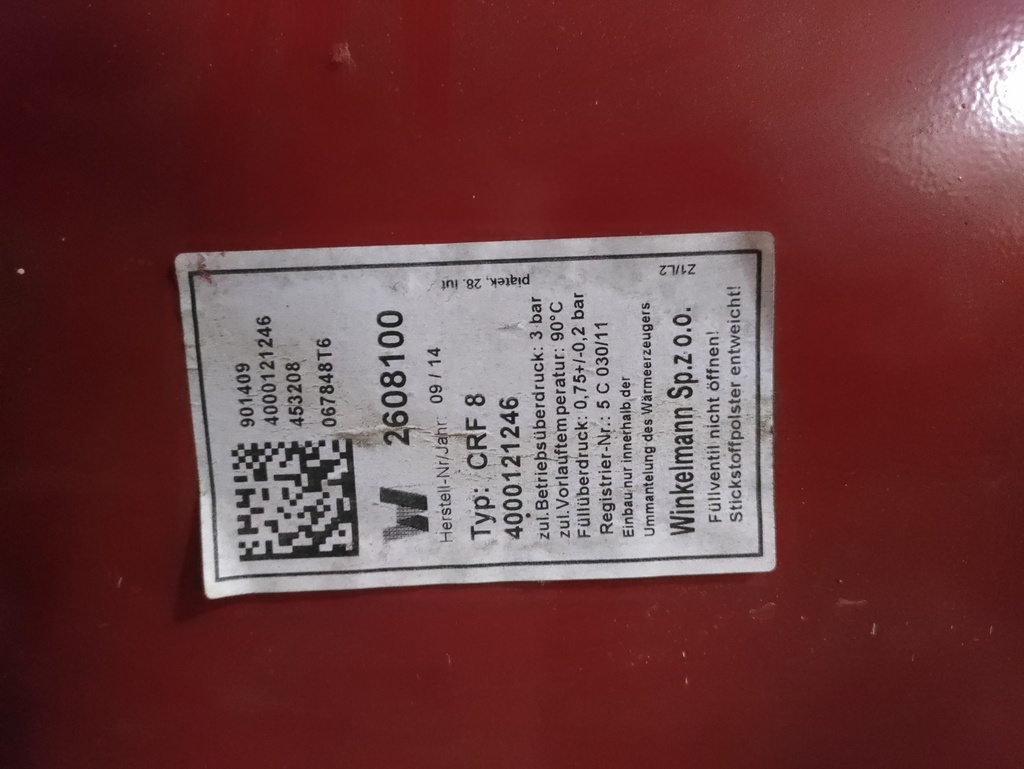 901409
4000121246
453208
067848T6
W
2608100
Herstell-Nr/Jahr: 09 / 14
piątek, 28. lut
Typ: CRF 8
4000121246
zul.Betriebsüberdruck: 3 bar
zul.Vorlauftemperatur: 90°C
Füllüberdruck: 0,75+/-0,2 bar
Registrier-Nr.: 5 C 030/11
Einbau nur innerhalb der
Ummantelung des Wärmeerzeugers
Z1/L2
Winkelmann Sp.z o.o.
Füllventil nicht öffnen!
Stickstoffpolster entweicht!